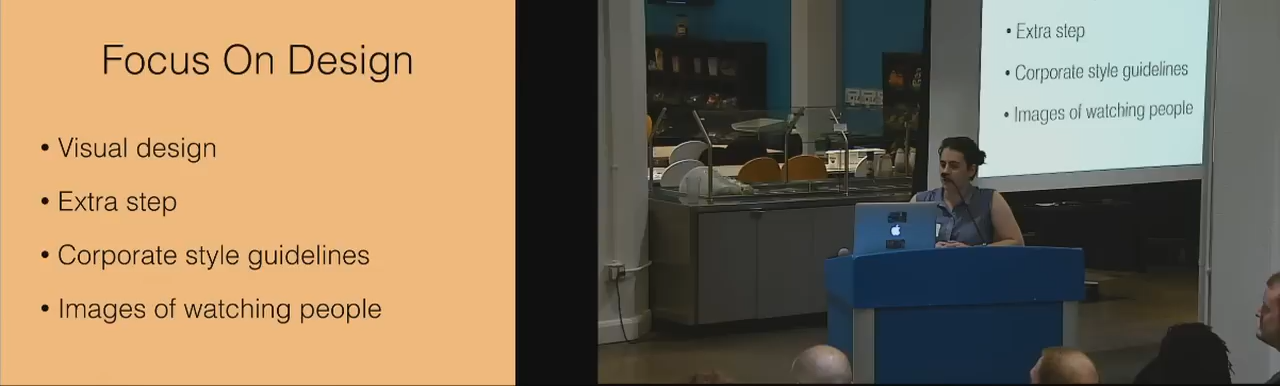 Focus On Design
• Visual design
• Extra step
• Corporate style guidelines
• Images of watching people
• Extra step
• Corporate style guidelines
• Images of watching people